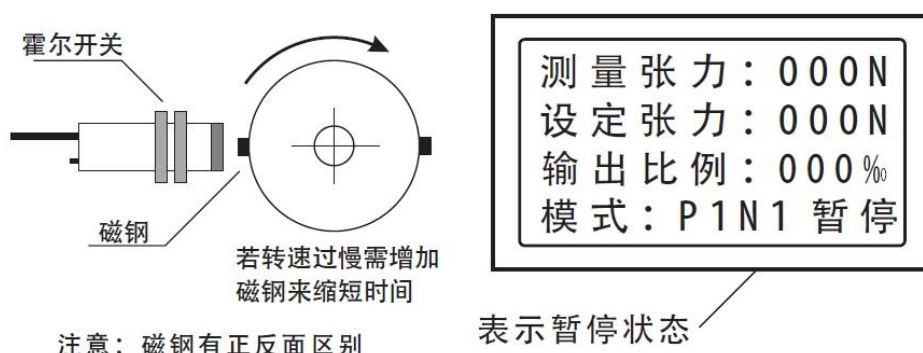 霍尔开关
磁钢
若转速过慢需增加
磁钢来缩短时间
注意：磁钢有正反面区别
测量张力：000N
设定张力：000N
输出比例：000‰
模式：P1N1 暂停
表示暂停状态